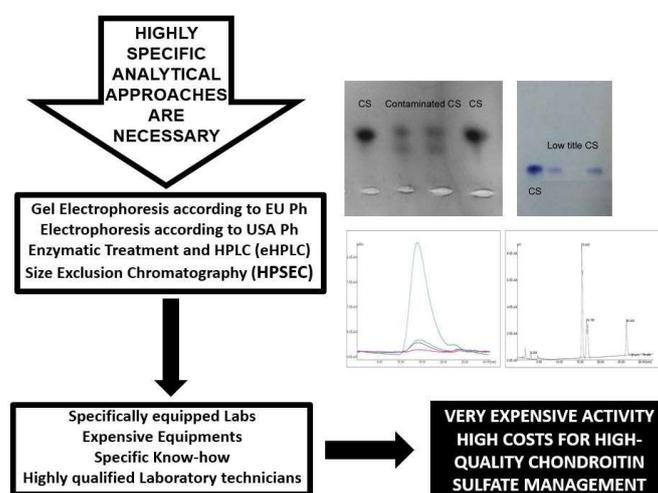 HIGHLY
SPECIFIC
ANALYTICAL
APPROACHES
ARE
NECESSARY
Gel Electrophoresis according to EU Ph
Electrophoresis according to USA Ph
Enzymatic Treatment and HPLC (eHPLC)
Size Exclusion Chromatography (HPSEC)
CS
Contaminated CS
CS
Low title CS
CS
Specifically equipped Labs
Expensive Equipments
Specific Know-how
Highly qualified Laboratory technicians
VERY EXPENSIVE ACTIVITY
HIGH COSTS FOR HIGH-
QUALITY CHONDROITIN
SULFATE MANAGEMENT